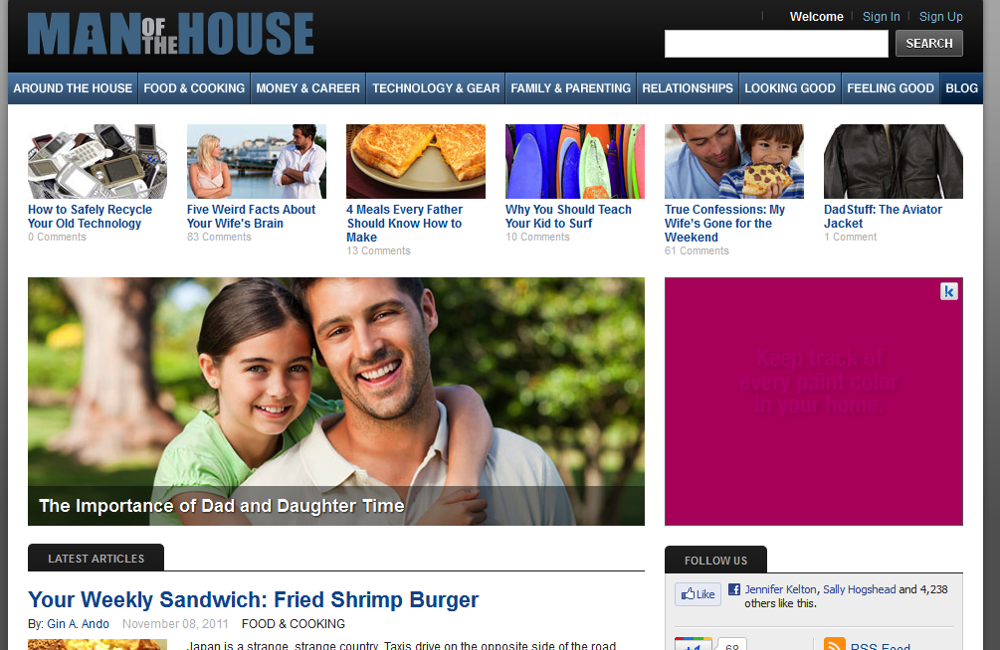 MAN OF THE HOUSE
Welcome Sign In Sign Up
SEARCH
AROUND THE HOUSE FOOD & COOKING MONEY & CAREER TECHNOLOGY & GEAR FAMILY & PARENTING RELATIONSHIPS LOOKING GOOD FEELING GOOD BLOG
How to Safely Recycle
Your Old Technology
0 Comments
Five Weird Facts About
Your Wife's Brain
83 Comments
4 Meals Every Father
Should Know How to
Make
13 Comments
Why You Should Teach
Your Kid to Surf
10 Comments
True Confessions: My
Wife's Gone for the
Weekend
61 Comments
DadStuff: The Aviator
Jacket
1 Comment
The Importance of Dad and Daughter Time
k
Keep track of
every paint color
in your home.
LATEST ARTICLES
Your Weekly Sandwich: Fried Shrimp Burger
By: Gin A. Ando November 08, 2011 FOOD & COOKING
Japan is a strange, strange country. Taxis drive on the opposite side of the road
FOLLOW US
Like
Jennifer Kelton, Sally Hogshead and 4,238
others like this.
+1
68
RSS Feed